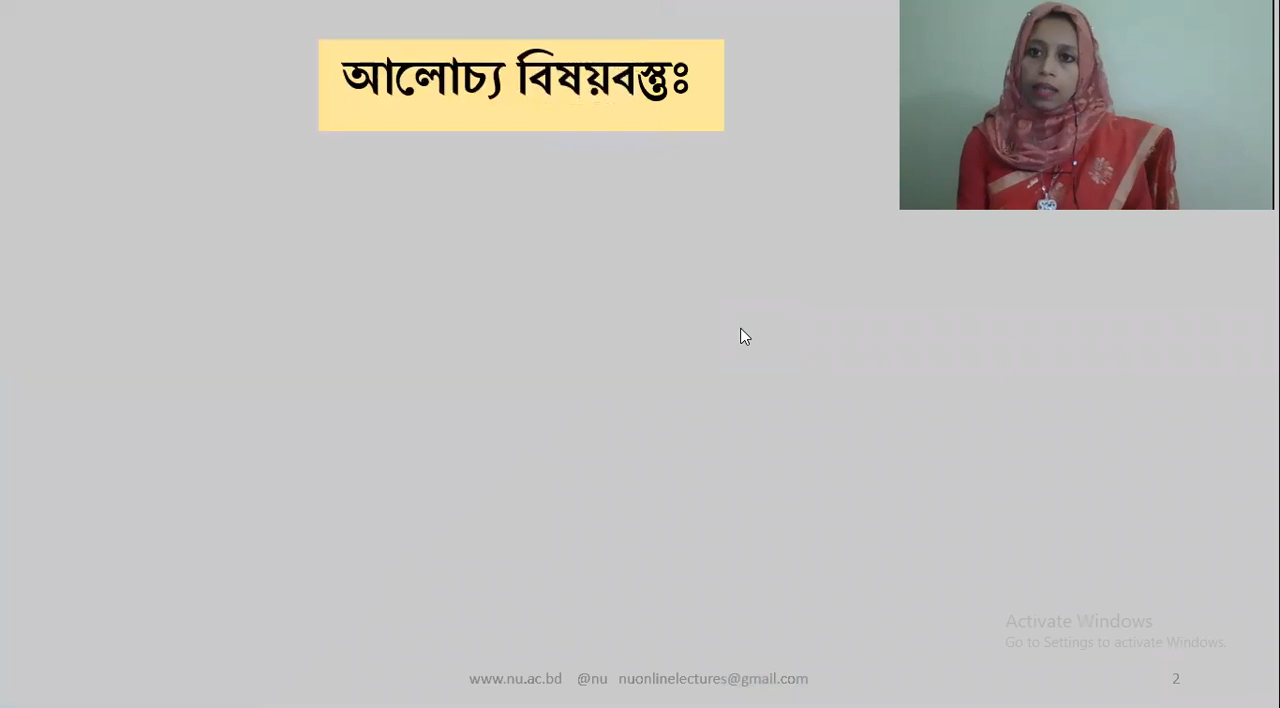 আলোচ্য বিষয়বস্তুঃ
Activate Windows
Go to Settings to activate Windows.
www.nu.ac.bd @nu nuonlinelectures@gmail.com 2